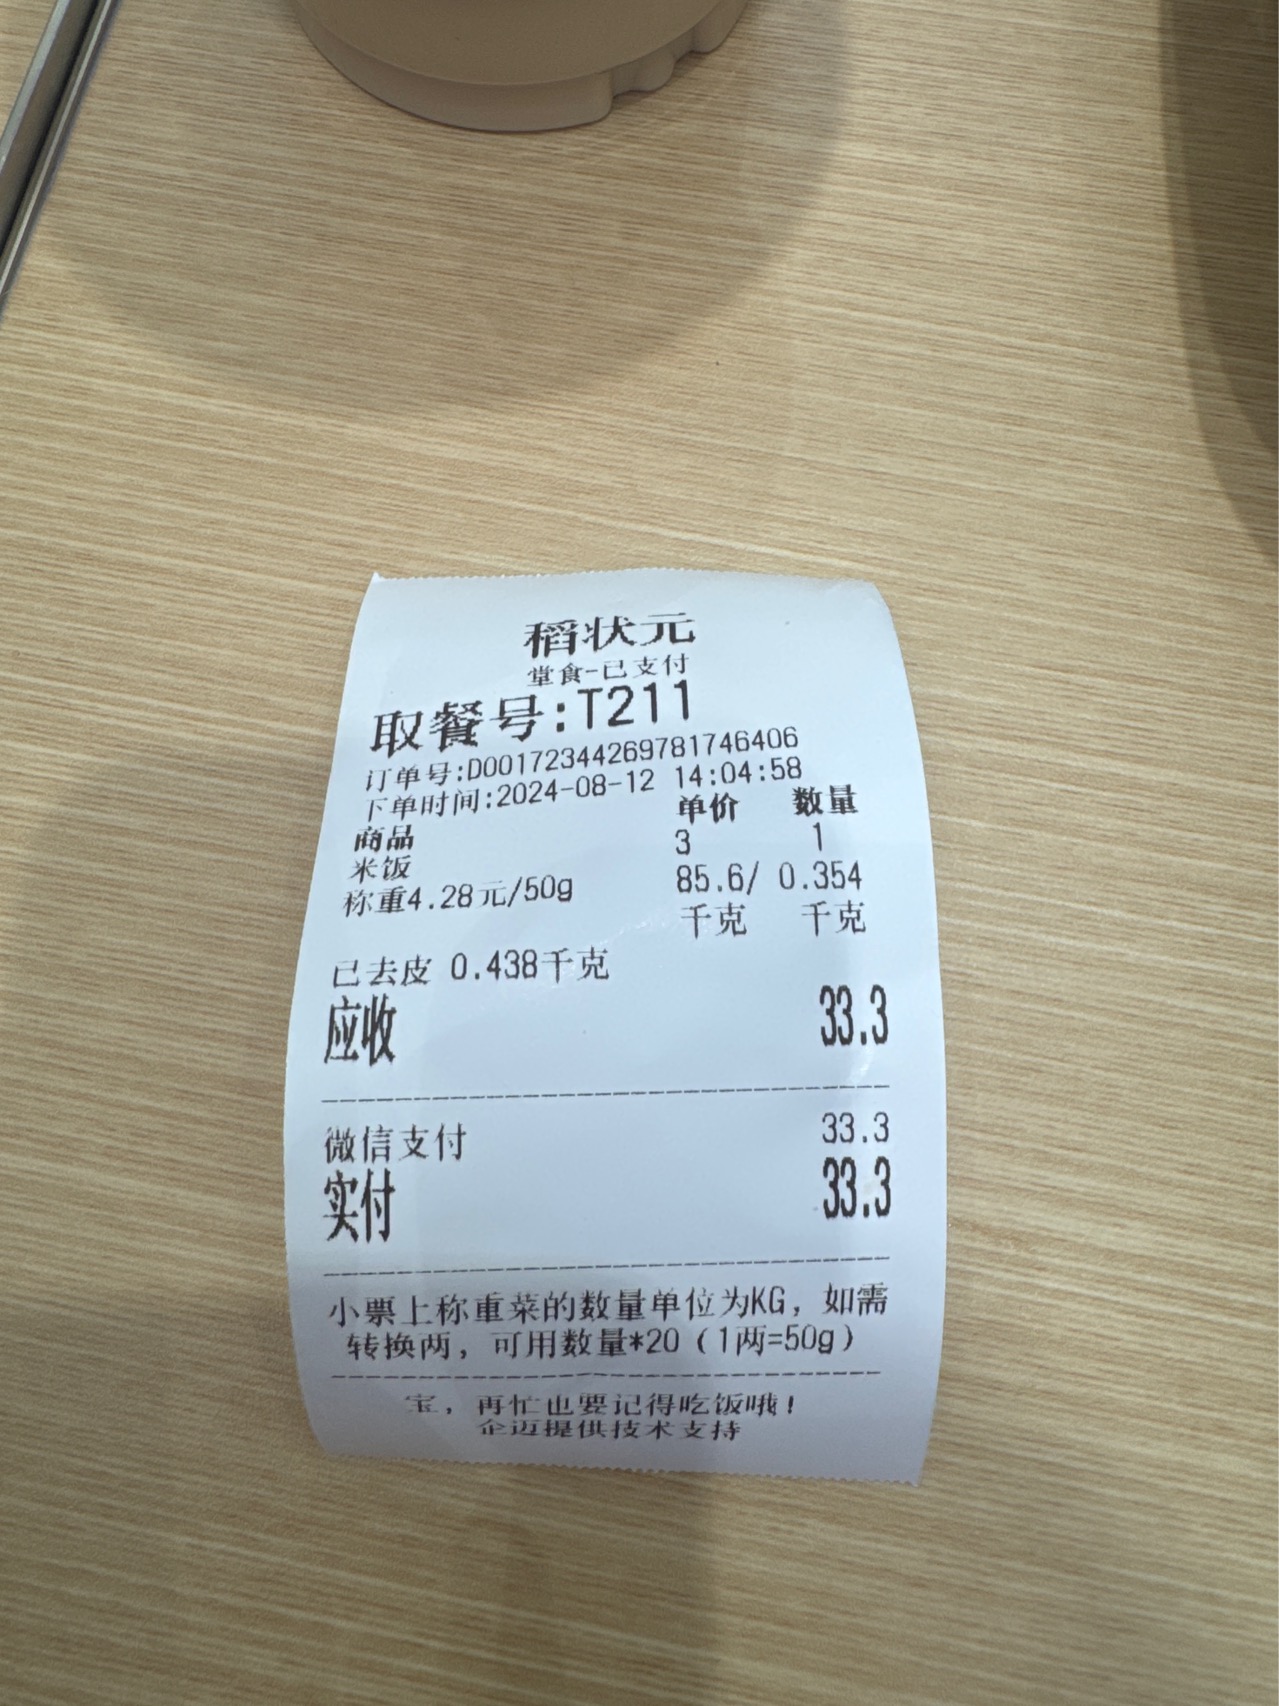 稻状元
堂食-已支付
取餐号:T211
订单号:D001723442697817​46406
下单时间:2024-08-12 14:04:58
商品 单价 数量
米饭 3 1
称重4.28元/50g 85.6/ 0.354
千克 千克
已去皮 0.438千克
应收 33.3
微信支付 33.3
实付 33.3
小票上称重菜的数量单位为KG，如需
转换两，可用数量*20（1两=50g）
宝，再忙也要记得吃饭哦！
企迈提供技术支持